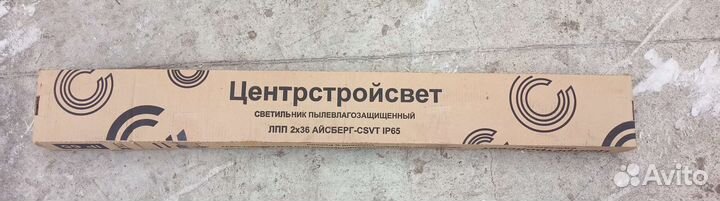 Центрстройсвет
СВЕТИЛЬНИК ПЫЛЕВЛАГОЗАЩИЩЕННЫЙ
ЛПП 2х36 АЙСБЕРГ-CSVT IP65
Avito